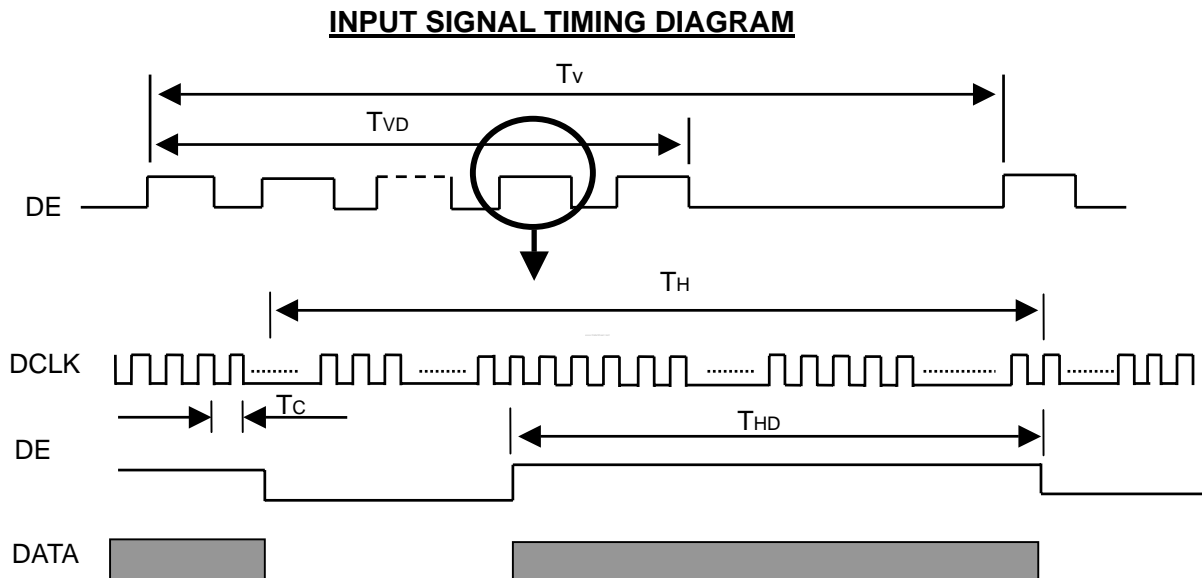 INPUT SIGNAL TIMING DIAGRAM
Tv
TVD
DE
TH
DCLK
TC
THD
DE
DATA